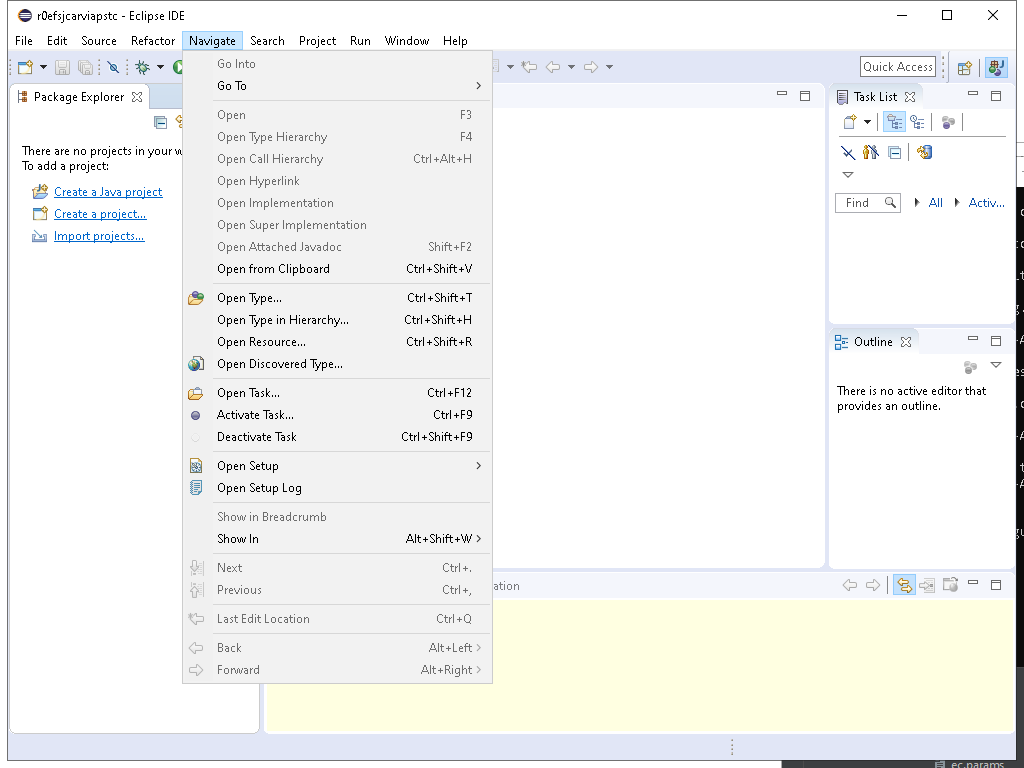 r0efsjcarviapstc - Eclipse IDE
File Edit Source Refactor Navigate Search Project Run Window Help
Quick Access
Package Explorer
There are no projects in your
To add a project:
Create a Java project
Create a project...
Import projects...
Go Into
Go To
Open F3
Open Type Hierarchy F4
Open Call Hierarchy Ctrl+Alt+H
Open Hyperlink
Open Implementation
Open Super Implementation
Open Attached Javadoc Shift+F2
Open from Clipboard Ctrl+Shift+V
Open Type... Ctrl+Shift+T
Open Type in Hierarchy... Ctrl+Shift+H
Open Resource... Ctrl+Shift+R
Open Discovered Type...
Open Task... Ctrl+F12
Activate Task... Ctrl+F9
Deactivate Task Ctrl+Shift+F9
Open Setup
Open Setup Log
Show in Breadcrumb
Show In Alt+Shift+W
Next Ctrl+.
Previous Ctrl+,
Last Edit Location Ctrl+Q
Back Alt+Left
Forward Alt+Right
Task List
Find All Activ...
Outline
There is no active editor that
provides an outline.
ation
ec.params